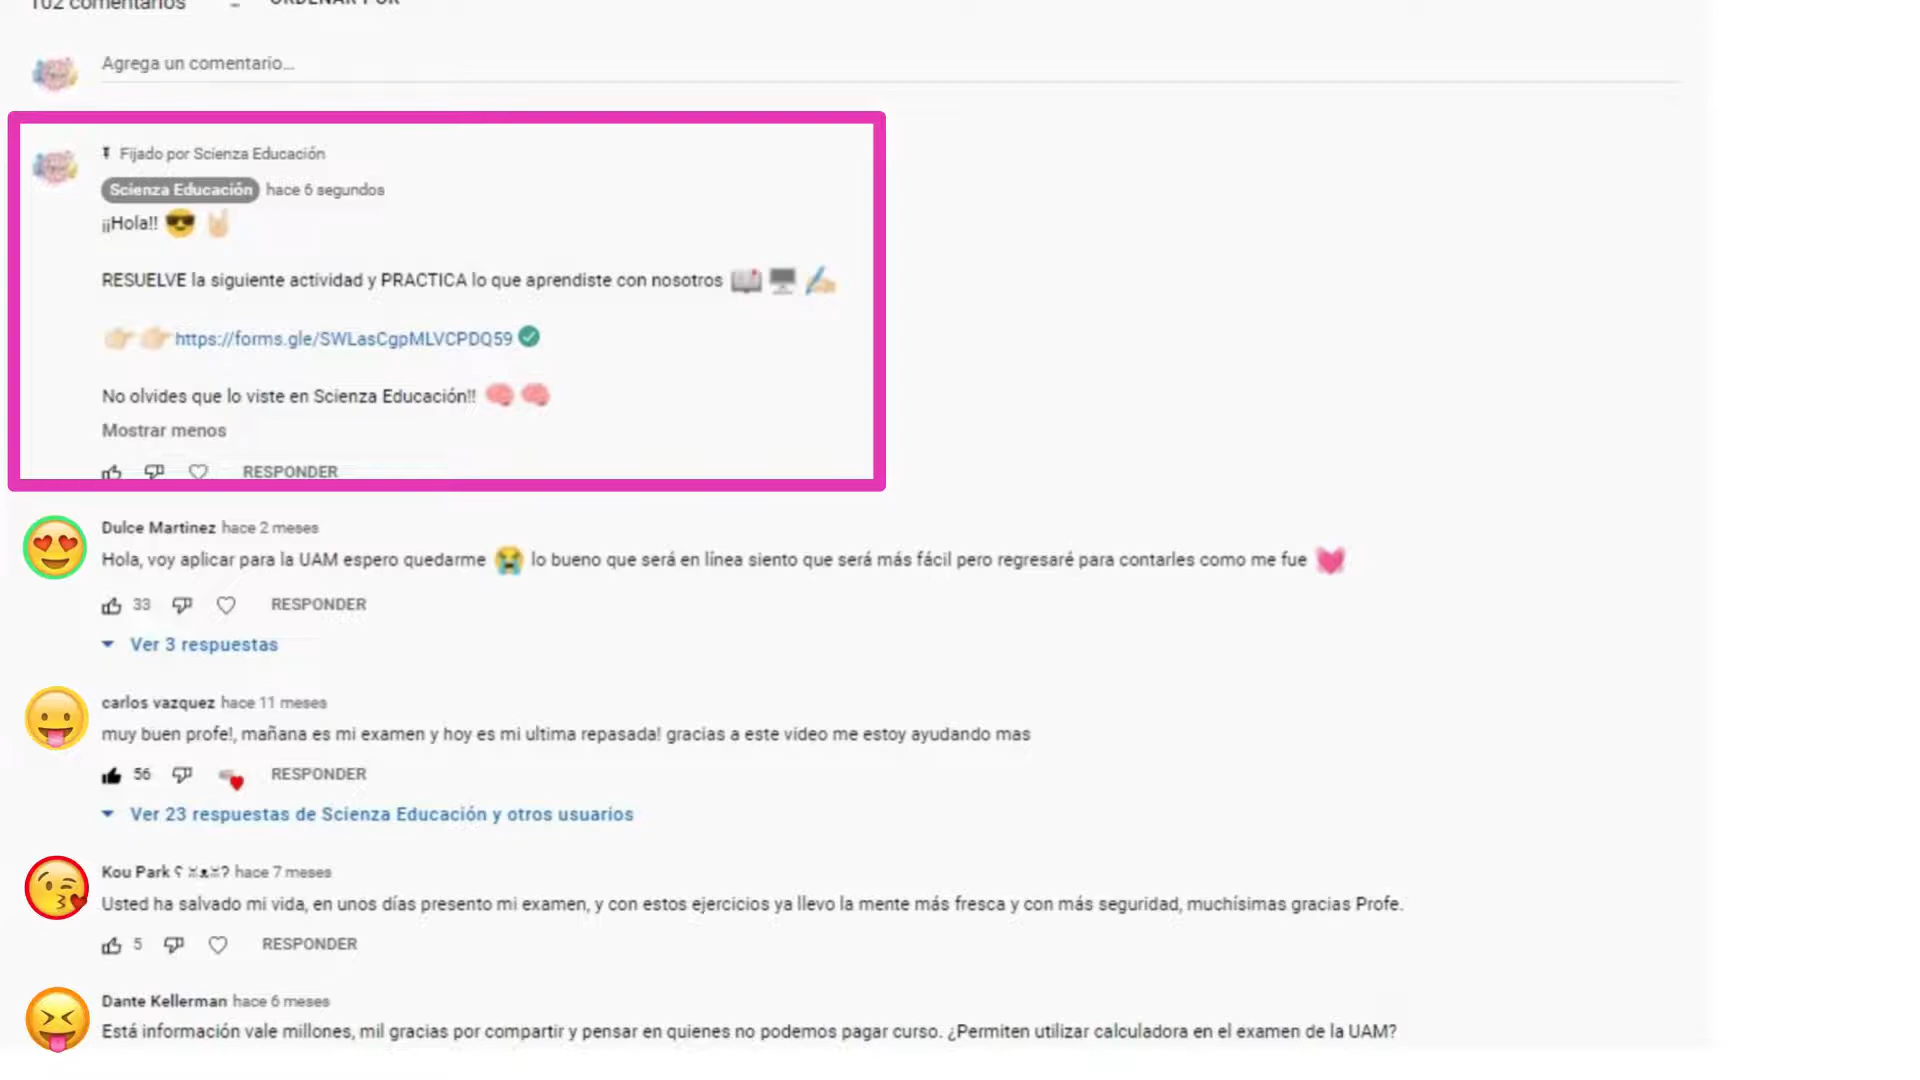 102 comentarios ORDENAR POR
Agrega un comentario...
Fijado por Scienza Educación
Scienza Educación hace 6 segundos
¡¡Hola!! 😎 🤘🏻
RESUELVE la siguiente actividad y PRACTICA lo que aprendiste con nosotros 📖 🖥️ ✍🏻
👉🏻 👉🏻 https://forms.gle/SWLasCgpMLVCPDQ59 ✅
No olvides que lo viste en Scienza Educación!! 🧠 🧠
Mostrar menos
RESPONDER
Dulce Martinez hace 2 meses
Hola, voy aplicar para la UAM espero quedarme 😭 lo bueno que será en línea siento que será más fácil pero regresaré para contarles como me fue 💓
33 RESPONDER
Ver 3 respuestas
carlos vazquez hace 11 meses
muy buen profe!, mañana es mi examen y hoy es mi ultima repasada! gracias a este video me estoy ayudando mas
56 RESPONDER
Ver 23 respuestas de Scienza Educación y otros usuarios
Kou Park hace 7 meses
Usted ha salvado mi vida, en unos días presento mi examen, y con estos ejercicios ya llevo la mente más fresca y con más seguridad, muchísimas gracias Profe.
5 RESPONDER
Dante Kellerman hace 6 meses
Está información vale millones, mil gracias por compartir y pensar en quienes no podemos pagar curso. ¿Permiten utilizar calculadora en el examen de la UAM?